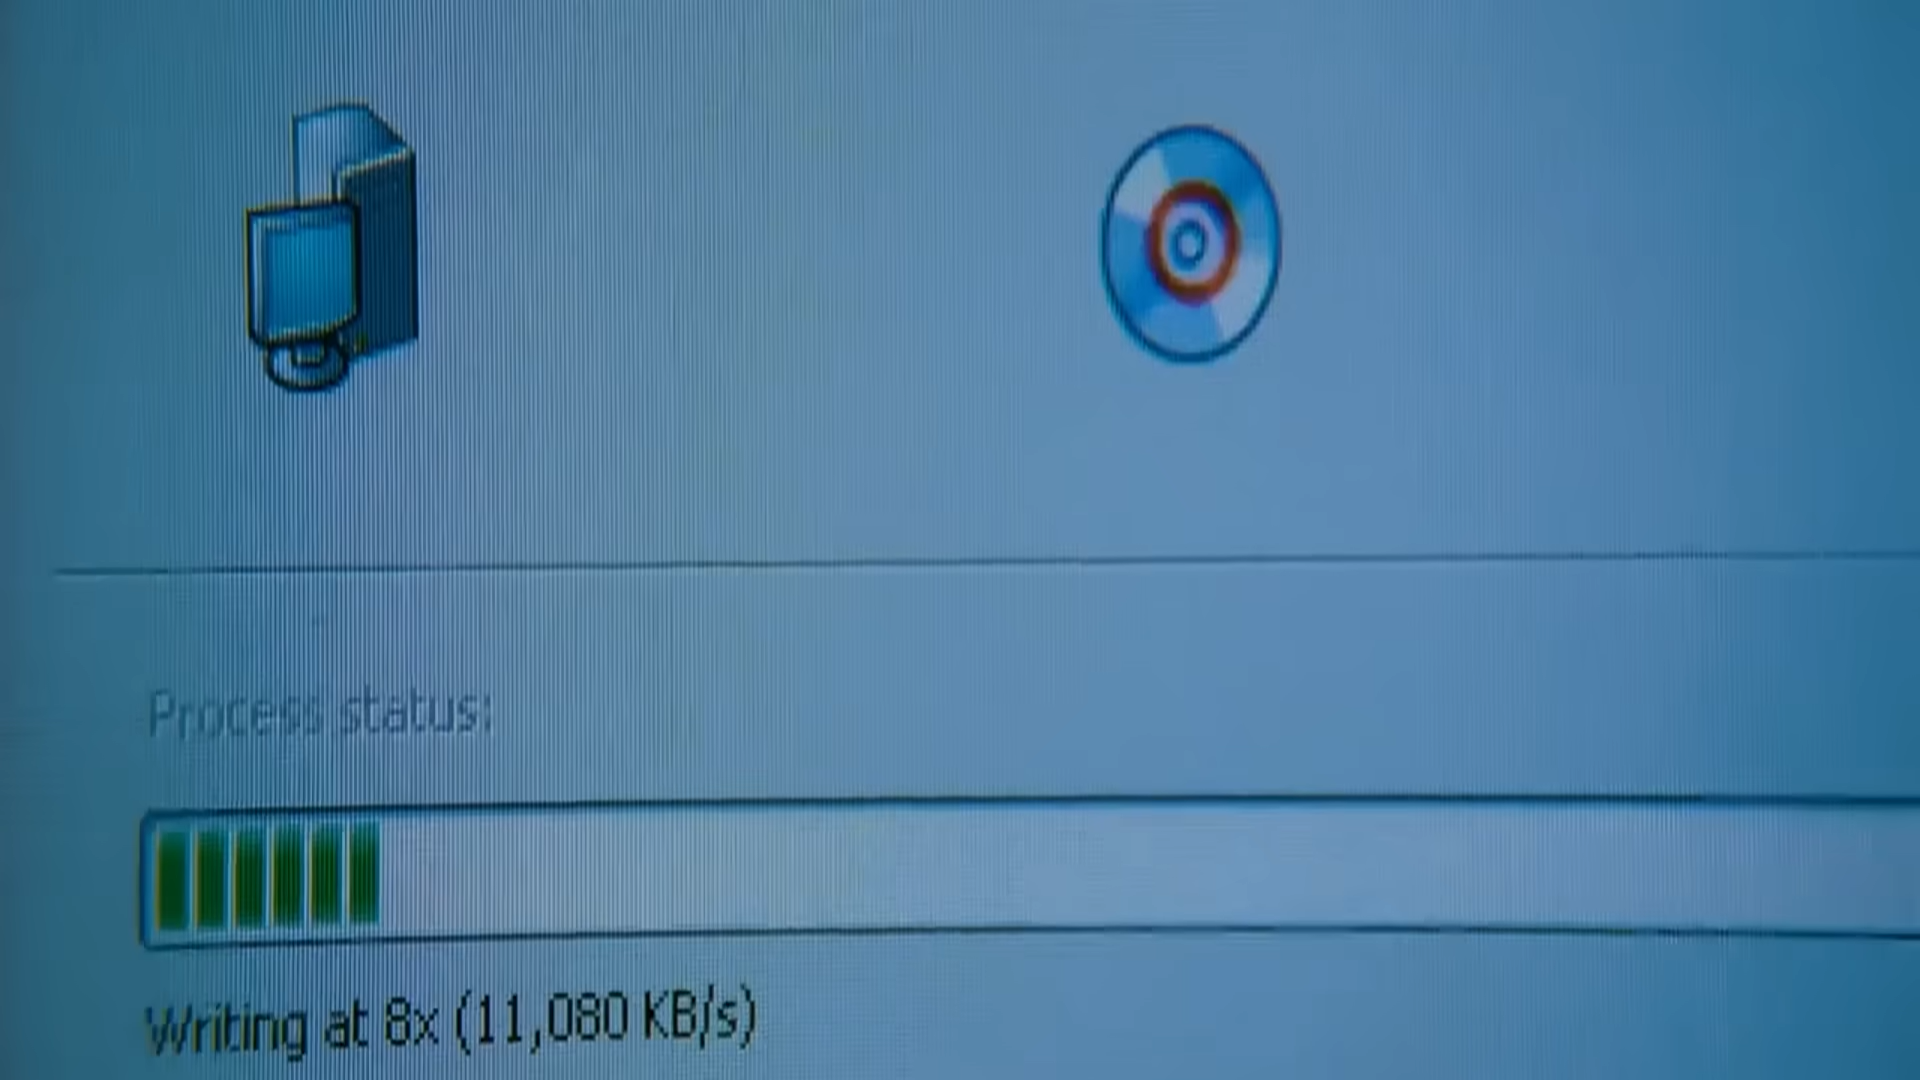 Process status:
Writing at 8x (11,080 KB/s)